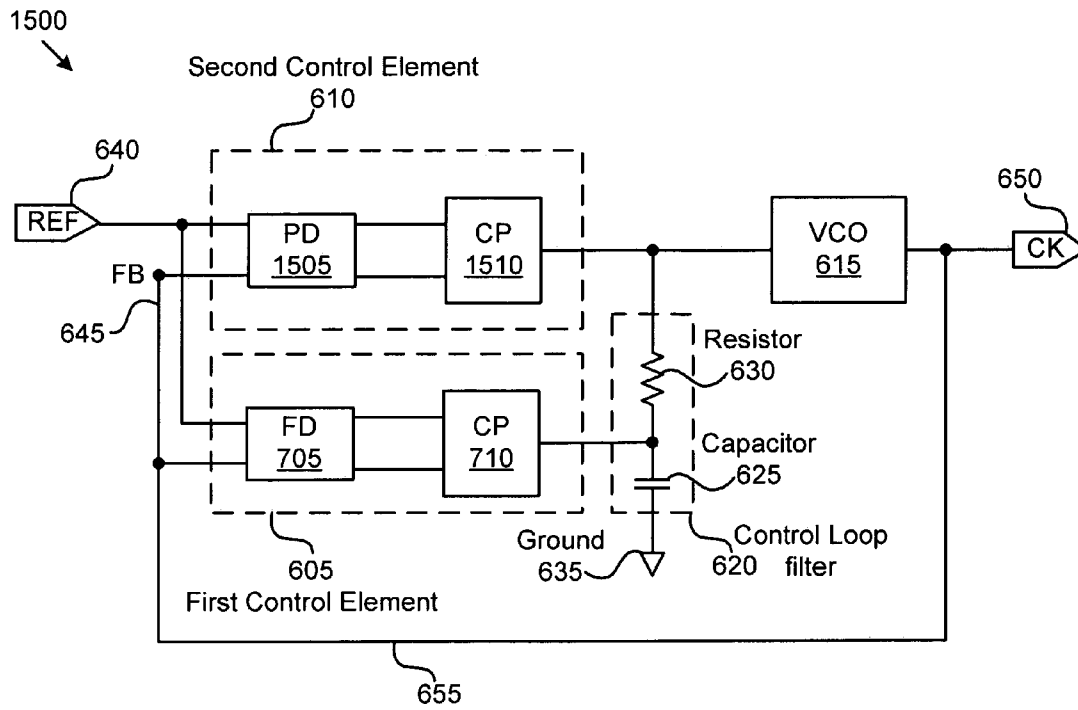 1500
Second Control Element
610
640
REF
FB
645
PD
1505
CP
1510
VCO
615
650
CK
Resistor
630
FD
705
CP
710
Capacitor
625
Ground
635
Control Loop
filter
620
605
First Control Element
655